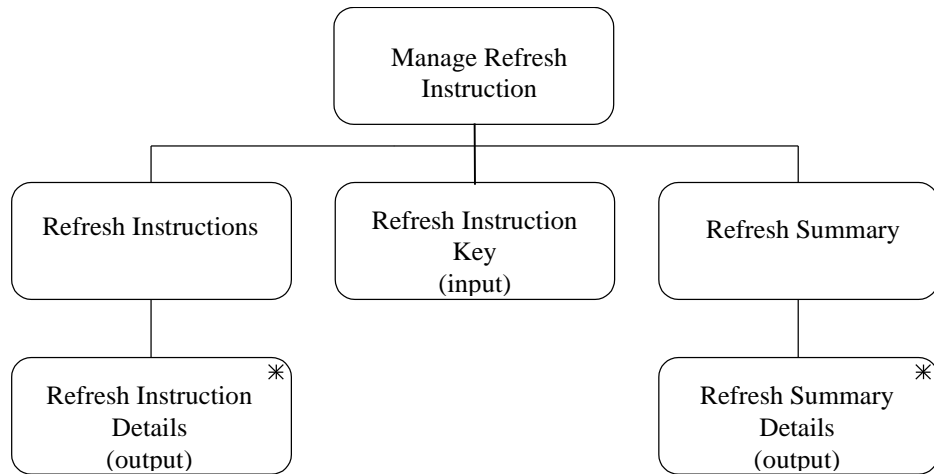 Manage Refresh
Instruction
Refresh Instructions
Refresh Instruction
Key
(input)
Refresh Summary
Refresh Instruction
Details
(output)
Refresh Summary
Details
(output)